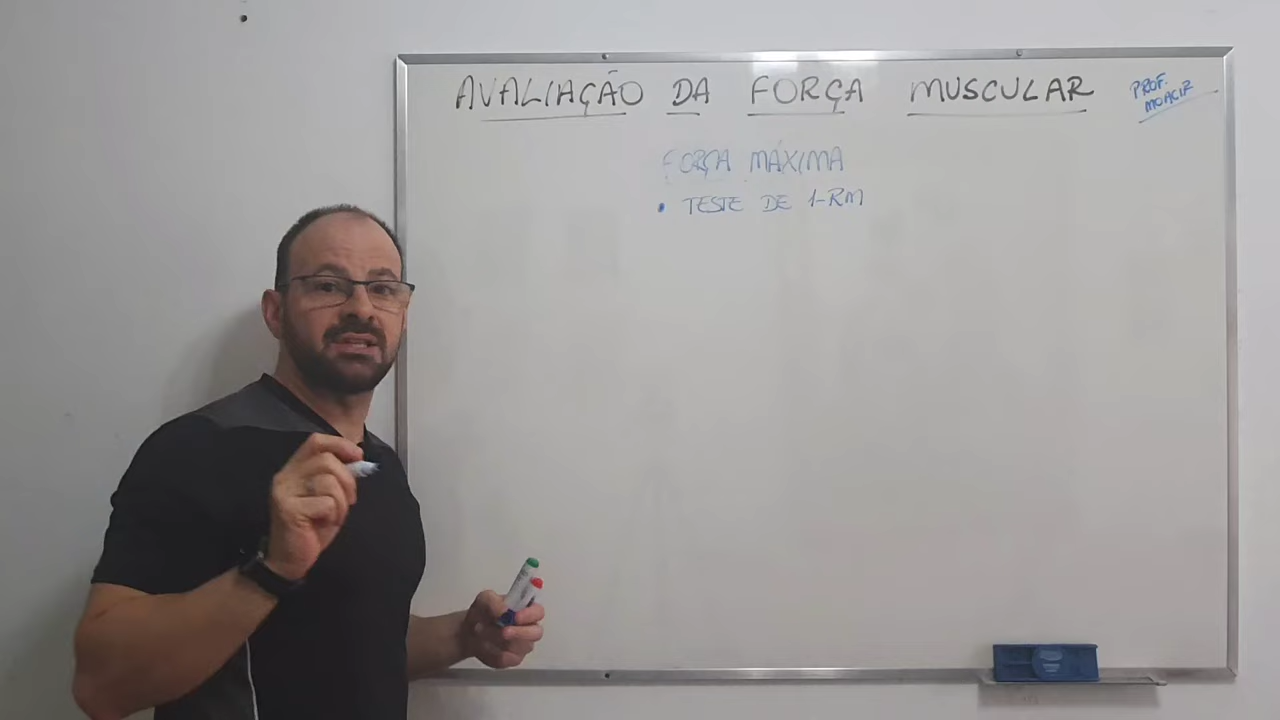 AVALIAÇÃO DA FORÇA MUSCULAR
PROF.
MOACIR
FORÇA MÁXIMA
• TESTE DE 1-RM